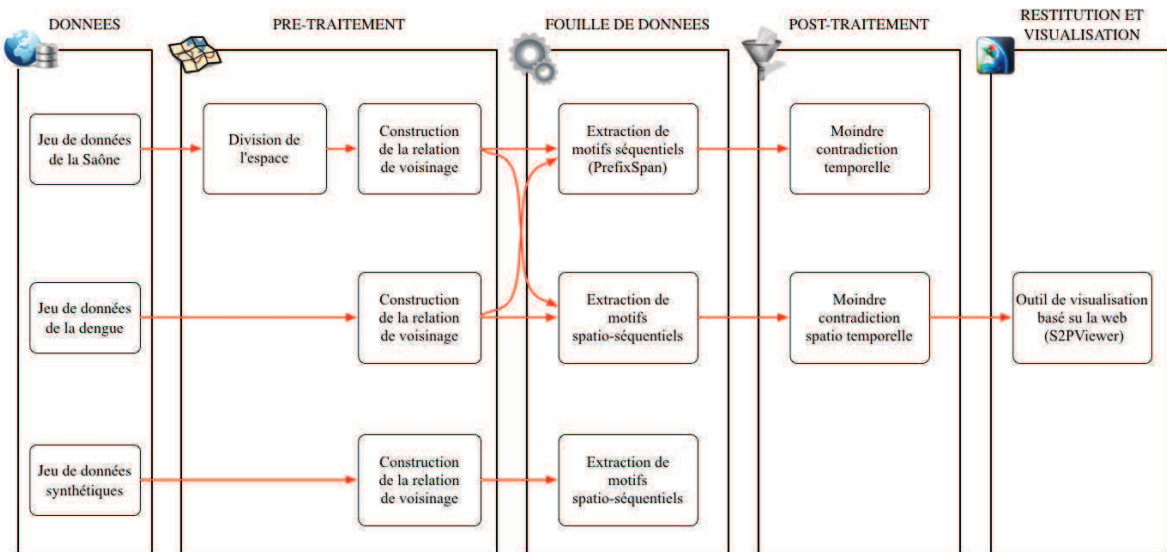 DONNEES
PRE-TRAITEMENT
FOUILLE DE DONNEES
POST-TRAITEMENT
RESTITUTION ET
VISUALISATION
Jeu de données
de la Saône
Division de
l'espace
Construction
de la relation
de voisinage
Extraction de
motifs séquentiels
(PrefixSpan)
Moindre
contradiction
temporelle
Jeu de données
de la dengue
Construction
de la relation
de voisinage
Extraction de
motifs
spatio-séquentiels
Moindre
contradiction
spatio temporelle
Outil de visualisation
basé su la web
(S2PViewer)
Jeu de données
synthétiques
Construction
de la relation
de voisinage
Extraction de
motifs
spatio-séquentiels